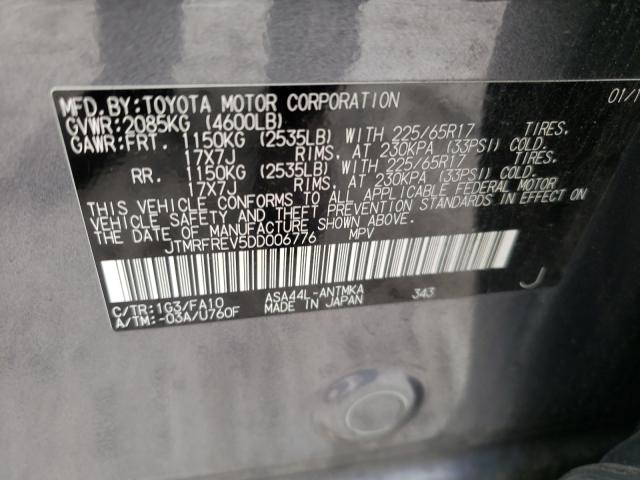 MFD. BY: TOYOTA MOTOR CORPORATION 01/1
GVWR: 2085KG (4600LB)
GAWR: FRT. 1150KG (2535LB) WITH 225/65R17 TIRES.
17X7J RIMS, AT 230KPA (33PSI) COLD.
RR. 1150KG (2535LB) WITH 225/65R17 TIRES.
17X7J RIMS, AT 230KPA (33PSI) COLD.
THIS VEHICLE CONFORMS TO ALL APPLICABLE FEDERAL MOTOR
VEHICLE SAFETY AND THEFT PREVENTION STANDARDS IN EFFECT ON
THE DATE OF MANUFACTURE SHOWN ABOVE.
JTMRFREV5DD006776 MPV
J
C/TR: 1G3/FA10 ASA44L-ANTMKA 343
A/TM: -03A/U760F MADE IN JAPAN